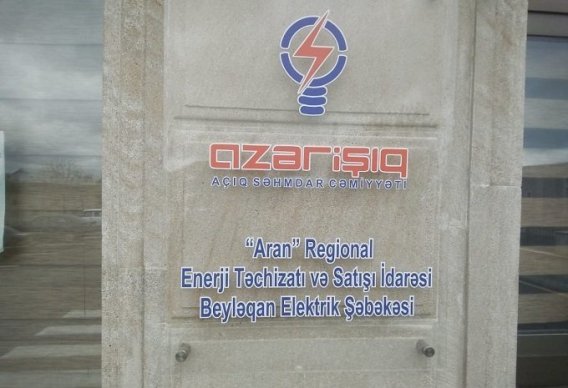 azərişıq
AÇIQ SƏHMDAR CƏMİYYƏTİ
“Aran” Regional
Enerji Təchizatı və Satışı İdarəsi
Beyləqan Elektrik Şəbəkəsi